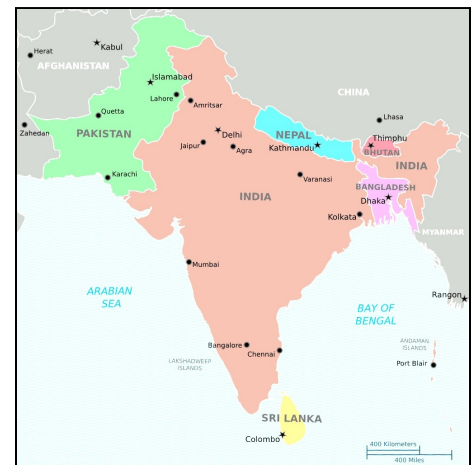 Herat
Kabul
AFGHANISTAN
Islamabad
CHINA
Lahore
Amritsar
Quetta
Lhasa
Zahedan
PAKISTAN
Delhi
NEPAL
Thimphu
Jaipur
Agra
Kathmandu
BHUTAN
INDIA
Karachi
Varanasi
BANGLADESH
INDIA
Dhaka
Kolkata
MYANMAR
Mumbai
ARABIAN
SEA
Rangon
BAY OF
BENGAL
Bangalore
Chennai
ANDAMAN
ISLANDS
LAKSHADWEEP
ISLANDS
Port Blair
SRI LANKA
Colombo
400 Kilometers
400 Miles